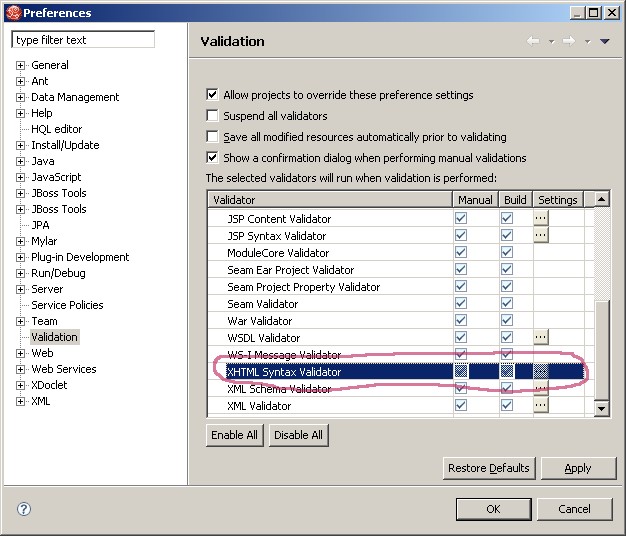 Preferences
type filter text
General
Ant
Data Management
Help
HQL editor
Install/Update
Java
JavaScript
JBoss Tools
JBoss Tools
JPA
Mylar
Plug-in Development
Run/Debug
Server
Service Policies
Team
Validation
Web
Web Services
XDoclet
XML
Validation
Allow projects to override these preference settings
Suspend all validators
Save all modified resources automatically prior to validating
Show a confirmation dialog when performing manual validations
The selected validators will run when validation is performed:
Validator Manual Build Settings
JSP Content Validator ...
JSP Syntax Validator ...
ModuleCore Validator
Seam Ear Project Validator
Seam Project Property Validator
Seam Validator
War Validator
WSDL Validator ...
WS-I Message Validator
XHTML Syntax Validator
XML Schema Validator ...
XML Validator ...
Enable All Disable All
Restore Defaults Apply
? OK Cancel